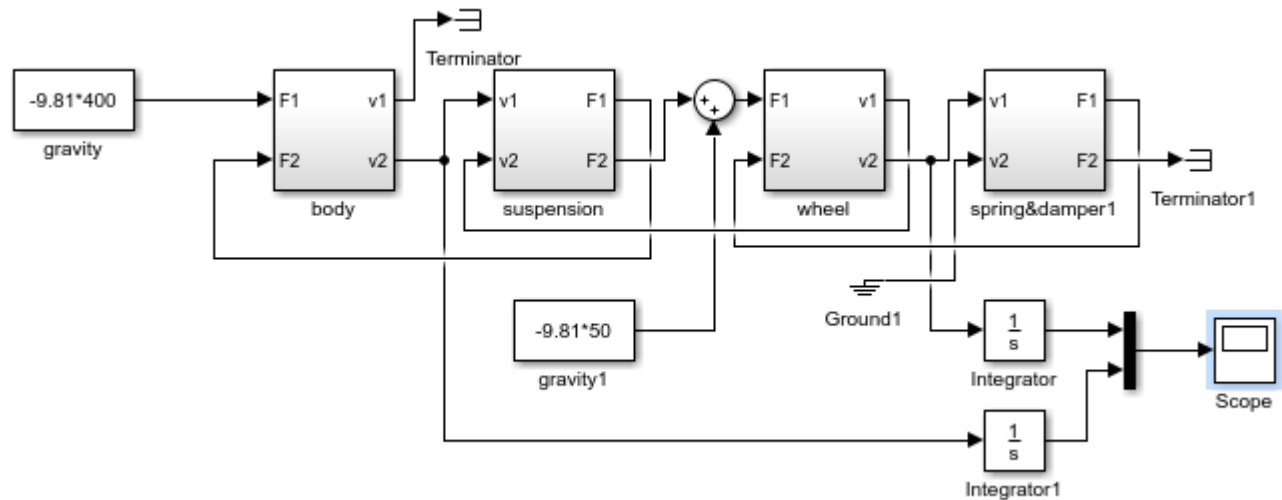 Terminator
-9.81*400
gravity
F1
v1
F2
v2
body
v1
F1
v2
F2
suspension
+
+
F1
v1
F2
v2
wheel
v1
F1
v2
F2
spring&damper1
Terminator1
-9.81*50
gravity1
Ground1
1
s
Integrator
Scope
1
s
Integrator1